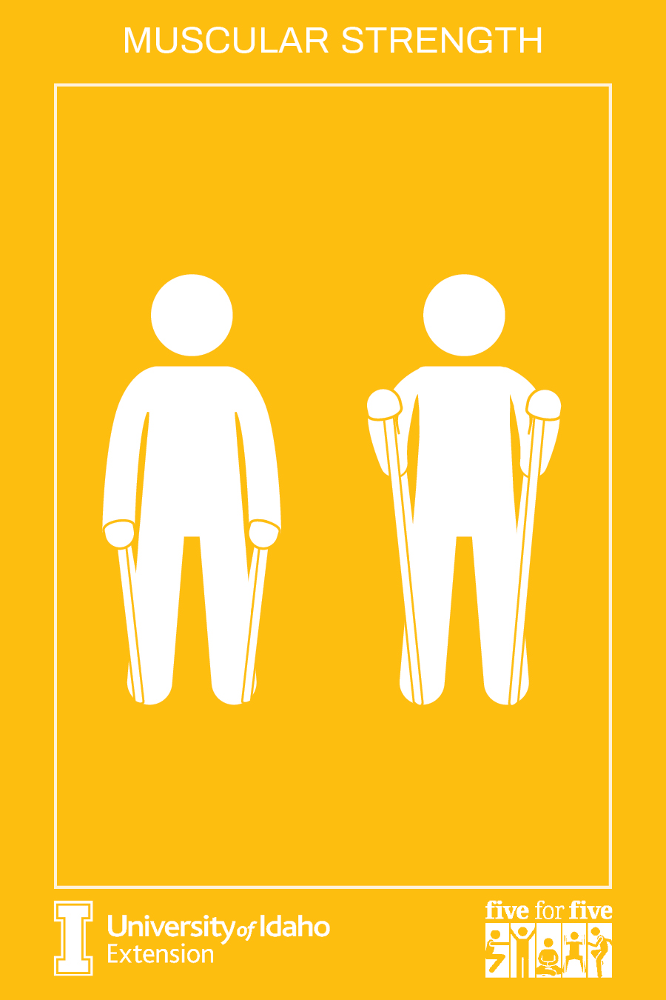 MUSCULAR STRENGTH
I
University of Idaho
Extension
five for five